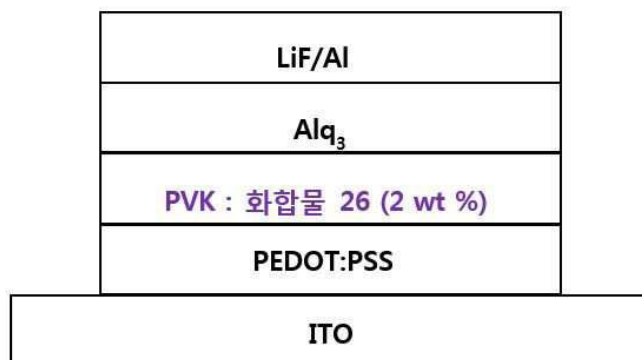 LiF/Al
Alq₃
PVK : 화합물 26 (2 wt %)
PEDOT:PSS
ITO